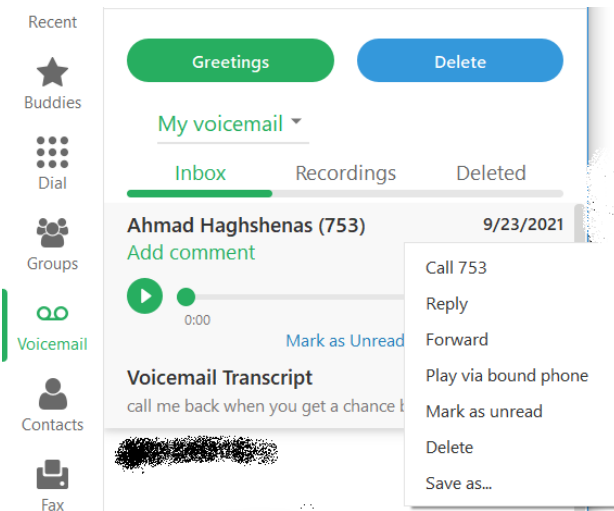 Recent
Buddies
Dial
Groups
Voicemail
Contacts
Fax
Greetings
Delete
My voicemail
Inbox Recordings Deleted
Ahmad Haghshenas (753) 9/23/2021
Add comment
0:00
Mark as Unread
Voicemail Transcript
call me back when you get a chance
Call 753
Reply
Forward
Play via bound phone
Mark as unread
Delete
Save as...